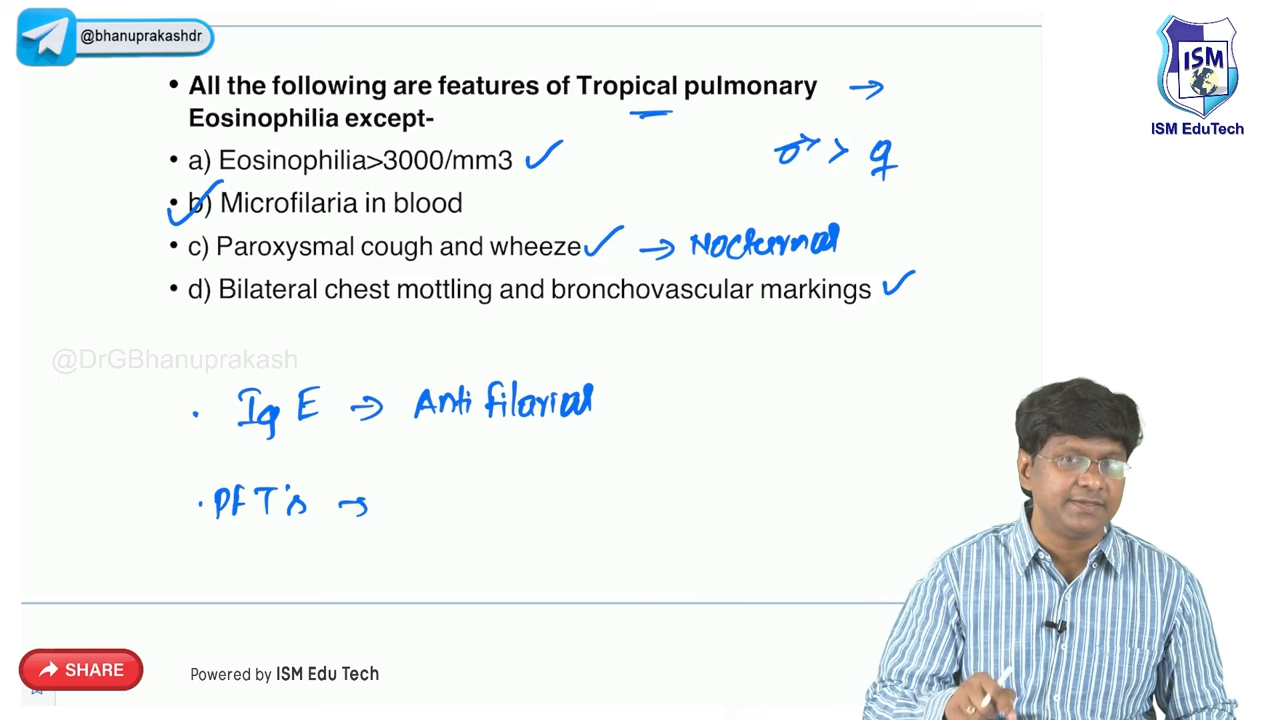 @bhanuprakashdr
ISM
ISM EduTech
• All the following are features of Tropical pulmonary →
Eosinophilia except-
♂ > ♀
• a) Eosinophilia>3000/mm3 ✓
• b) Microfilaria in blood
• c) Paroxysmal cough and wheeze ✓ → Nocturnal
• d) Bilateral chest mottling and bronchovascular markings ✓
@DrGBhanuprakash
• IgE → Anti filarial
• PFT's →
SHARE
Powered by ISM Edu Tech